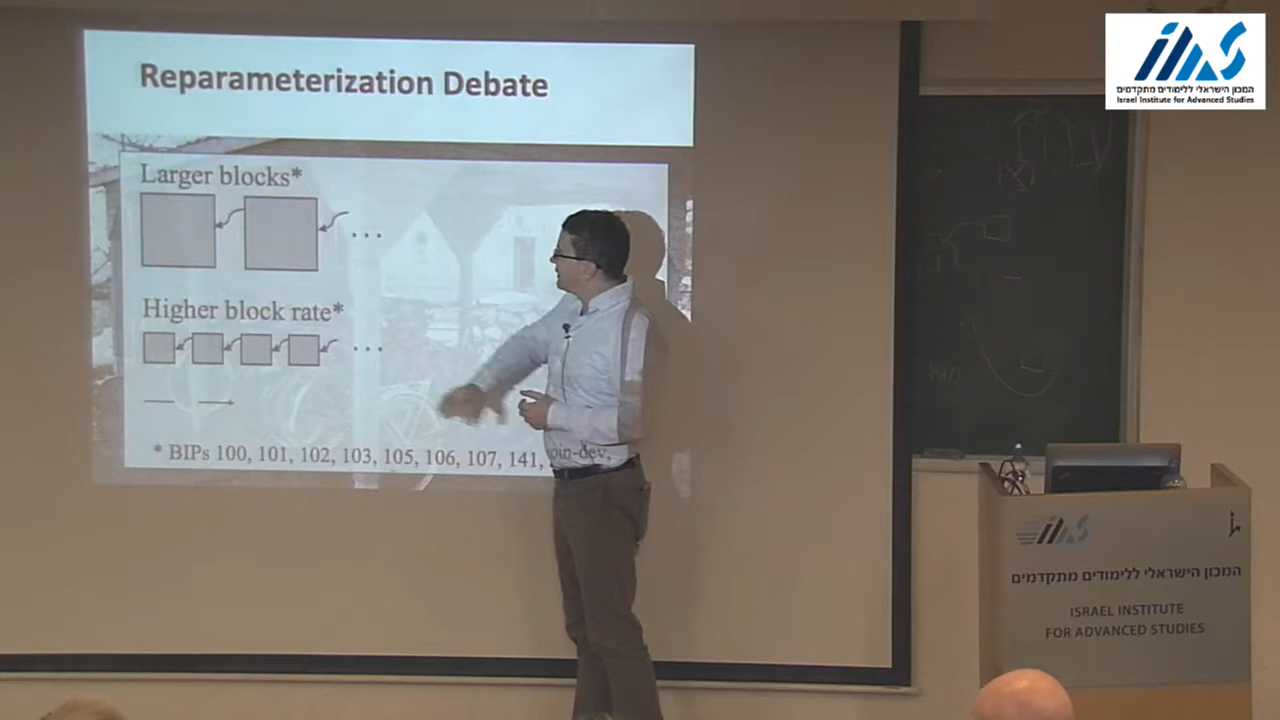 Reparameterization Debate
Larger blocks*
...
Higher block rate*
...
* BIPs 100, 101, 102, 103, 105, 106, 107, 141,
המכון הישראלי ללימודים מתקדמים
Israel Institute for Advanced Studies
המכון הישראלי ללימודים מתקדמים
ISRAEL INSTITUTE
FOR ADVANCED STUDIES